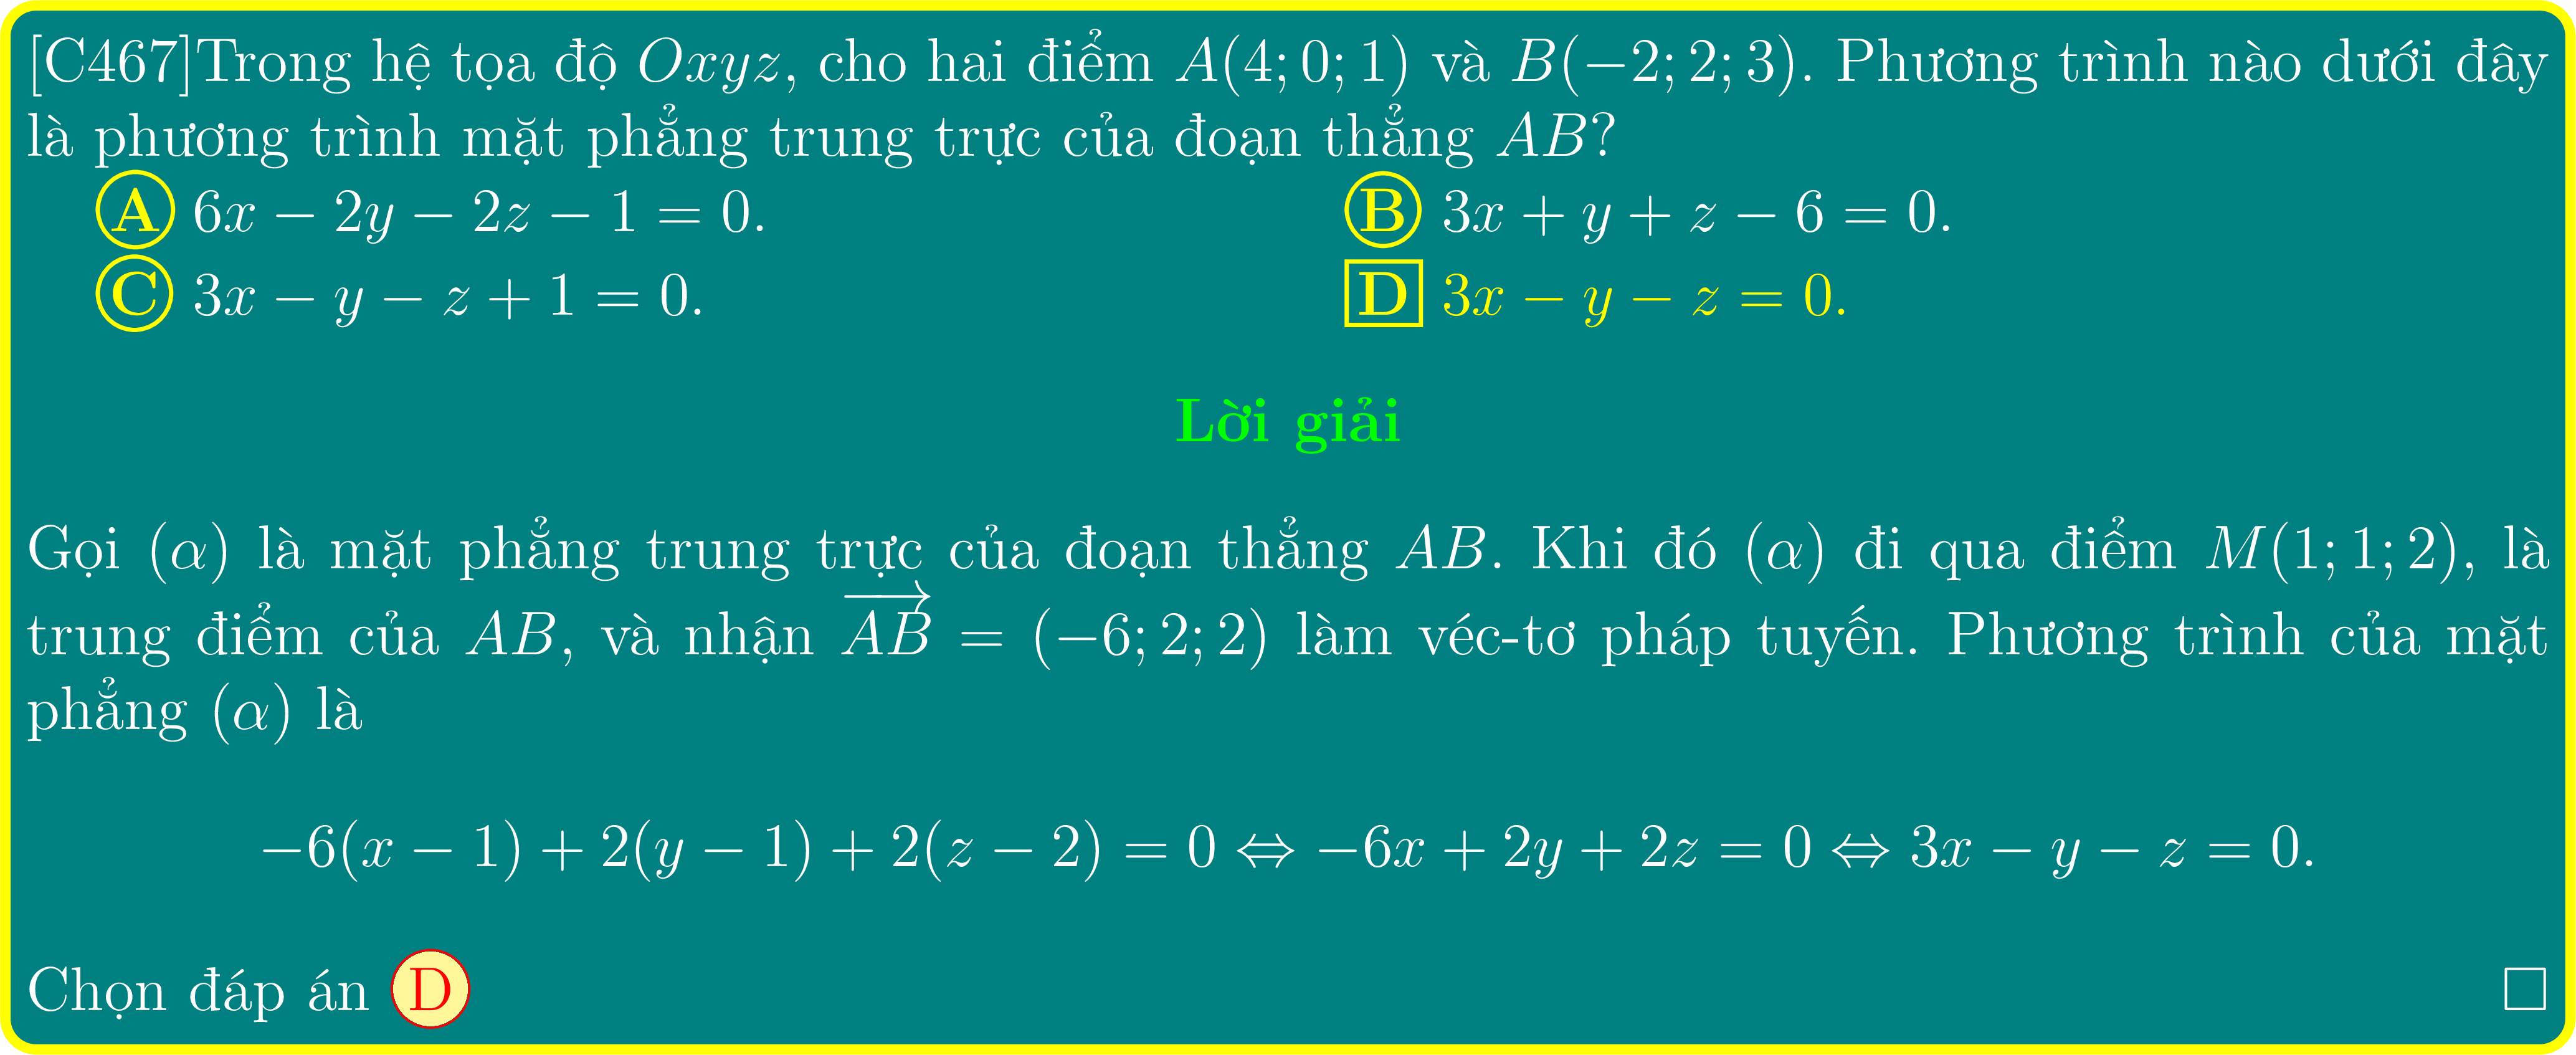 [C467]Trong hệ tọa độ Oxyz, cho hai điểm A(4; 0; 1) và B(−2; 2; 3). Phương trình nào dưới đây
là phương trình mặt phẳng trung trực của đoạn thẳng AB?
A 6x − 2y − 2z − 1 = 0. B 3x + y + z − 6 = 0.
C 3x − y − z + 1 = 0. D 3x − y − z = 0.
Lời giải
Gọi (α) là mặt phẳng trung trực của đoạn thẳng AB. Khi đó (α) đi qua điểm M(1; 1; 2), là
trung điểm của AB, và nhận \overrightarrow{AB} = (−6; 2; 2) làm véc-tơ pháp tuyến. Phương trình của mặt
phẳng (α) là
−6(x − 1) + 2(y − 1) + 2(z − 2) = 0 ⇔ −6x + 2y + 2z = 0 ⇔ 3x − y − z = 0.
Chọn đáp án D □